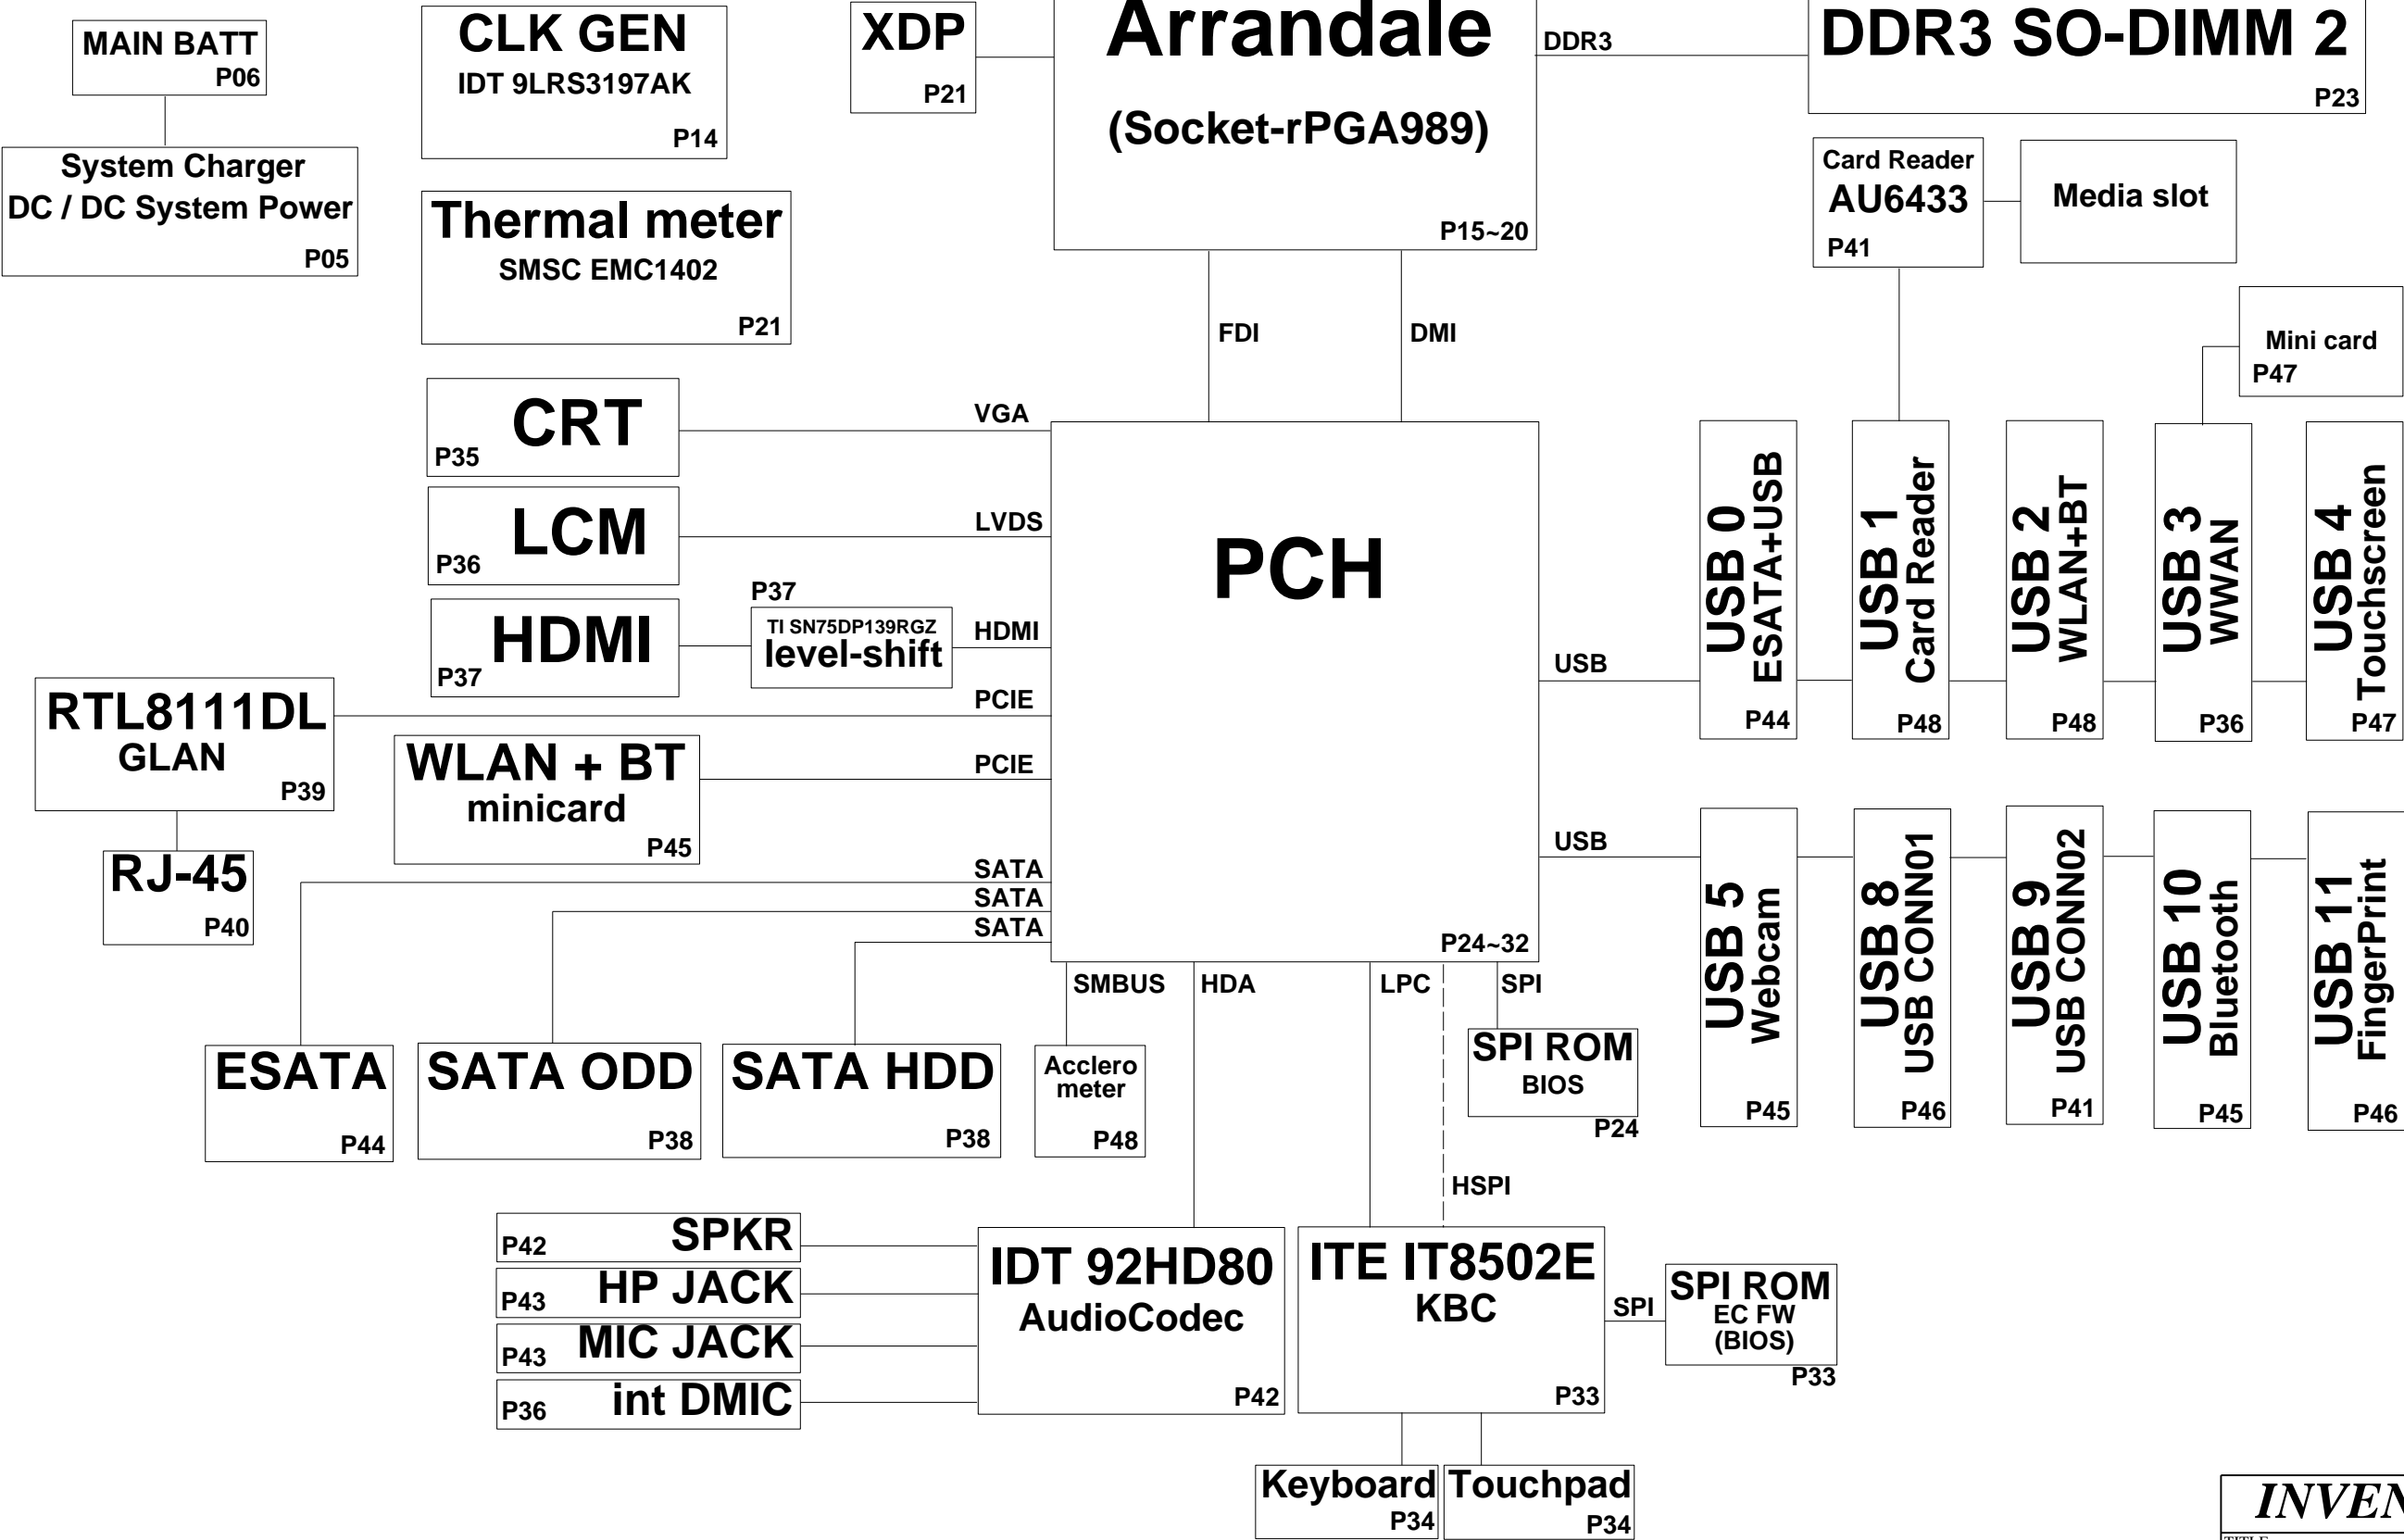 MAIN BATT
P06
System Charger
DC / DC System Power
P05
CLK GEN
IDT 9LRS3197AK
P14
Thermal meter
SMSC EMC1402
P21
XDP
P21
Arrandale
(Socket-rPGA989)
P15~20
DDR3
DDR3 SO-DIMM 2
P23
Card Reader
AU6433
P41
Media slot
Mini card
P47
FDI
DMI
CRT
P35
VGA
LCM
P36
LVDS
HDMI
P37
P37
TI SN75DP139RGZ
level-shift
HDMI
PCH
P24~32
RTL8111DL
GLAN
P39
PCIE
WLAN + BT
minicard
P45
PCIE
RJ-45
P40
SATA
SATA
SATA
USB
USB 0
ESATA+USB
P44
USB 1
Card Reader
P48
USB 2
WLAN+BT
P48
USB 3
WWAN
P36
USB 4
Touchscreen
P47
USB
USB 5
Webcam
P45
USB 8
USB CONN01
P46
USB 9
USB CONN02
P41
USB 10
Bluetooth
P45
USB 11
FingerPrint
P46
SMBUS
HDA
LPC
SPI
ESATA
P44
SATA ODD
P38
SATA HDD
P38
Acclero
meter
P48
SPI ROM
BIOS
P24
HSPI
SPKR
P42
HP JACK
P43
MIC JACK
P43
int DMIC
P36
IDT 92HD80
AudioCodec
P42
ITE IT8502E
KBC
P33
SPI
SPI ROM
EC FW
(BIOS)
P33
Keyboard
P34
Touchpad
P34